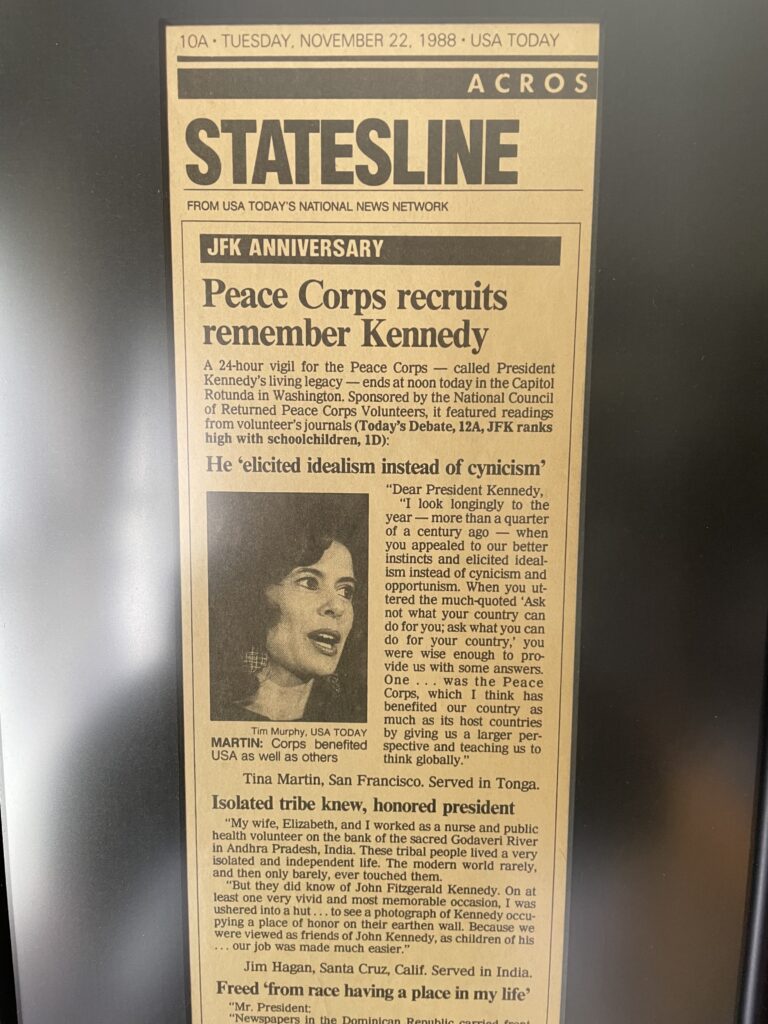 10A • TUESDAY, NOVEMBER 22, 1988 • USA TODAY
ACROS
STATESLINE
FROM USA TODAY'S NATIONAL NEWS NETWORK
JFK ANNIVERSARY
Peace Corps recruits
remember Kennedy
A 24-hour vigil for the Peace Corps — called President
Kennedy's living legacy — ends at noon today in the Capitol
Rotunda in Washington. Sponsored by the National Council
of Returned Peace Corps Volunteers, it featured readings
from volunteer's journals (Today's Debate, 12A, JFK ranks
high with schoolchildren, 1D):
He 'elicited idealism instead of cynicism'
"Dear President Kennedy,
"I look longingly to the
year — more than a quarter
of a century ago — when
you appealed to our better
instincts and elicited ideal-
ism instead of cynicism and
opportunism. When you ut-
tered the much-quoted 'Ask
not what your country can
do for you; ask what you can
do for your country,' you
were wise enough to pro-
vide us with some answers.
One . . . was the Peace
Corps, which I think has
benefited our country as
much as its host countries
by giving us a larger per-
spective and teaching us to
think globally."
Tim Murphy, USA TODAY
MARTIN: Corps benefited
USA as well as others
Tina Martin, San Francisco. Served in Tonga.
Isolated tribe knew, honored president
"My wife, Elizabeth, and I worked as a nurse and public
health volunteer on the bank of the sacred Godaveri River
in Andhra Pradesh, India. These tribal people lived a very
isolated and independent life. The modern world rarely,
and then only barely, ever touched them.
"But they did know of John Fitzgerald Kennedy. On at
least one very vivid and most memorable occasion, I was
ushered into a hut . . . to see a photograph of Kennedy occu-
pying a place of honor on their earthen wall. Because we
were viewed as friends of John Kennedy, as children of his
. . . our job was made much easier."
Jim Hagan, Santa Cruz, Calif. Served in India.
Freed 'from race having a place in my life'
"Mr. President:
"Newspapers in the Dominican Republic carried front